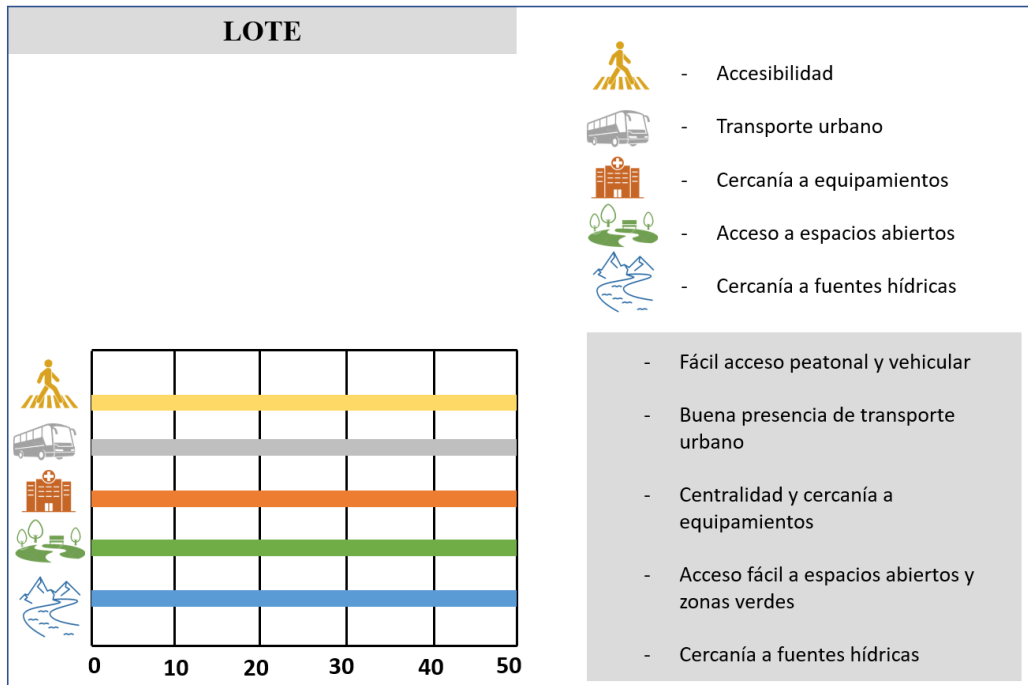 LOTE
- Accesibilidad
- Transporte urbano
- Cercanía a equipamientos
- Acceso a espacios abiertos
- Cercanía a fuentes hídricas
0 10 20 30 40 50
- Fácil acceso peatonal y vehicular
- Buena presencia de transporte
urbano
- Centralidad y cercanía a
equipamientos
- Acceso fácil a espacios abiertos y
zonas verdes
- Cercanía a fuentes hídricas